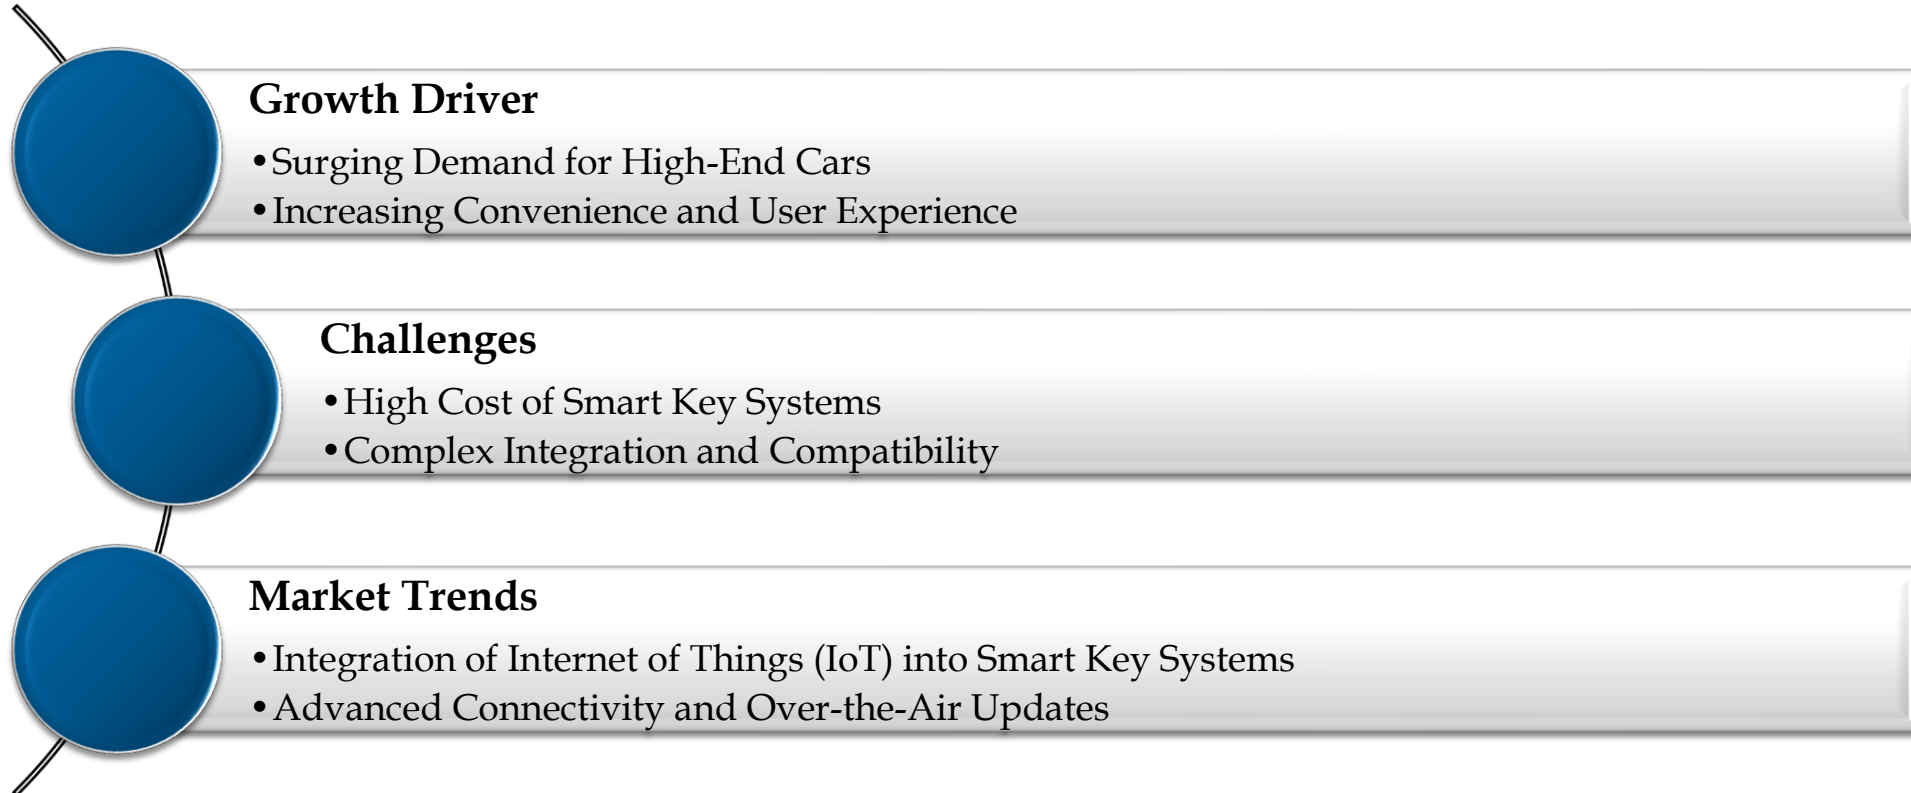 Growth Driver
•Surging Demand for High-End Cars
•Increasing Convenience and User Experience
Challenges
•High Cost of Smart Key Systems
•Complex Integration and Compatibility
Market Trends
•Integration of Internet of Things (IoT) into Smart Key Systems
•Advanced Connectivity and Over-the-Air Updates